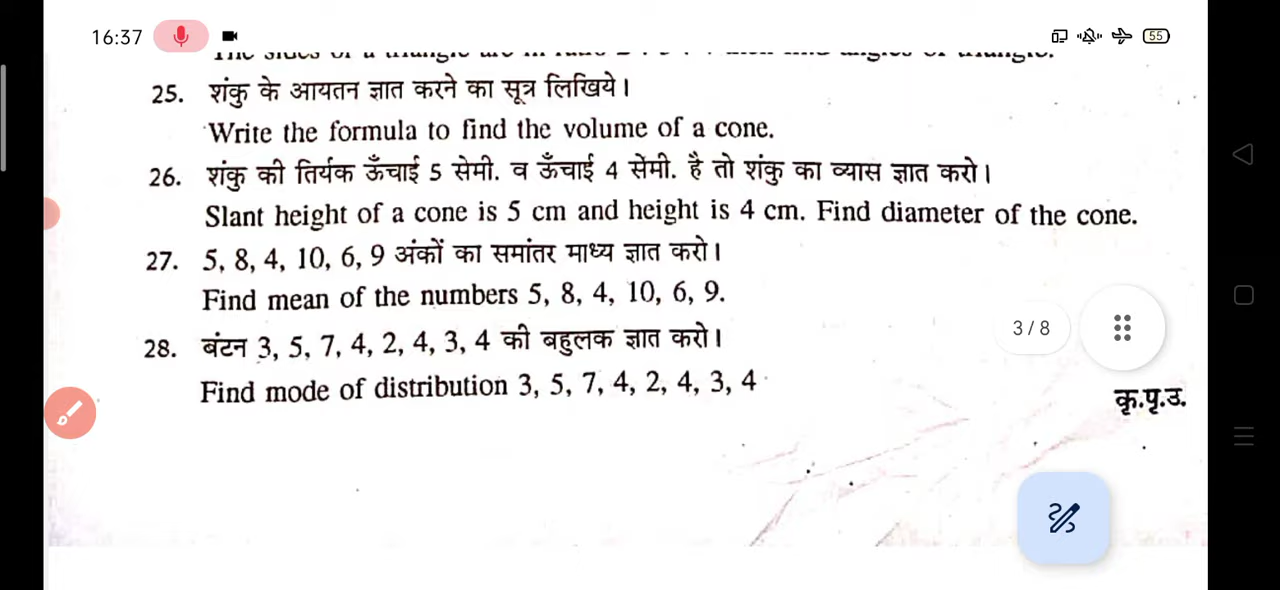 16:37
55
25. शंकु के आयतन ज्ञात करने का सूत्र लिखिये।
Write the formula to find the volume of a cone.
26. शंकु की तिर्यक ऊँचाई 5 सेमी. व ऊँचाई 4 सेमी. है तो शंकु का व्यास ज्ञात करो।
Slant height of a cone is 5 cm and height is 4 cm. Find diameter of the cone.
27. 5, 8, 4, 10, 6, 9 अंकों का समांतर माध्य ज्ञात करो।
Find mean of the numbers 5, 8, 4, 10, 6, 9.
3 / 8
28. बंटन 3, 5, 7, 4, 2, 4, 3, 4 की बहुलक ज्ञात करो।
Find mode of distribution 3, 5, 7, 4, 2, 4, 3, 4
कृ.पृ.उ.